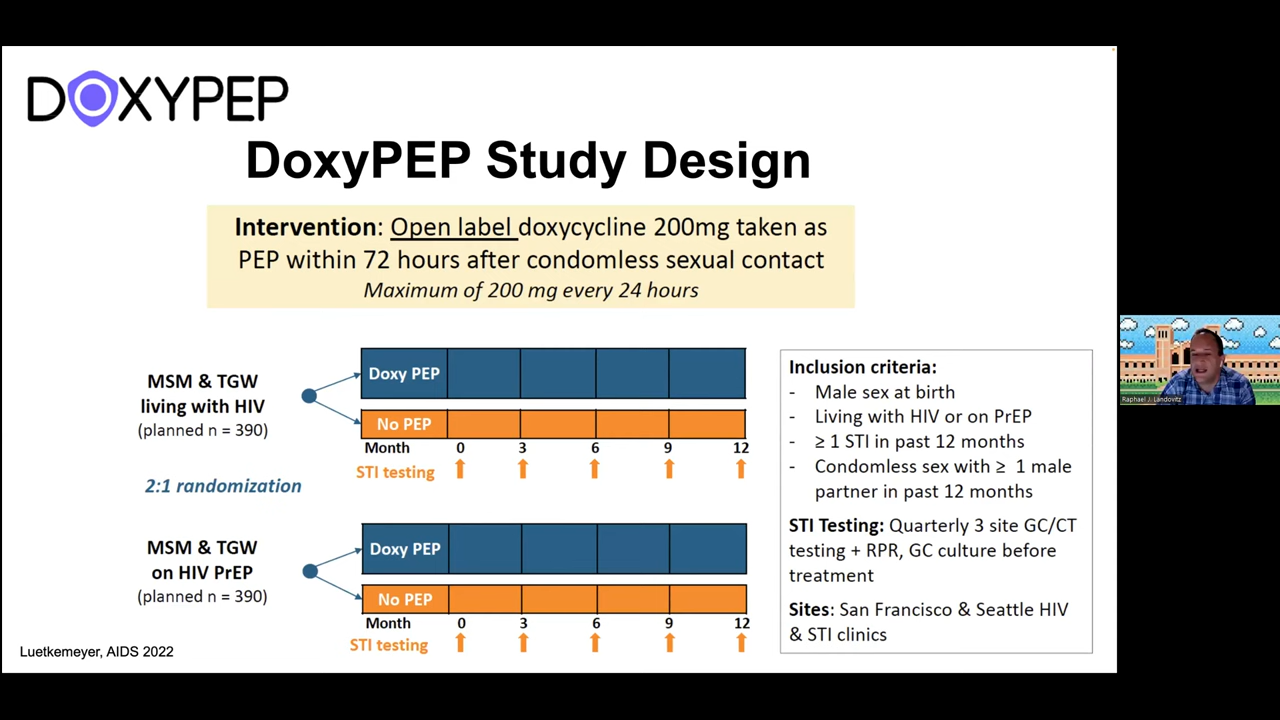 DOXYPEP
DoxyPEP Study Design
Intervention: Open label doxycycline 200mg taken as
PEP within 72 hours after condomless sexual contact
Maximum of 200 mg every 24 hours
MSM & TGW
living with HIV
(planned n = 390)
Doxy PEP
No PEP
Month 0 3 6 9 12
STI testing
2:1 randomization
MSM & TGW
on HIV PrEP
(planned n = 390)
Doxy PEP
No PEP
Month 0 3 6 9 12
STI testing
Inclusion criteria:
- Male sex at birth
- Living with HIV or on PrEP
- ≥ 1 STI in past 12 months
- Condomless sex with ≥ 1 male
partner in past 12 months
STI Testing: Quarterly 3 site GC/CT
testing + RPR, GC culture before
treatment
Sites: San Francisco & Seattle HIV
& STI clinics
Luetkemeyer, AIDS 2022
Raphael J. Landovitz